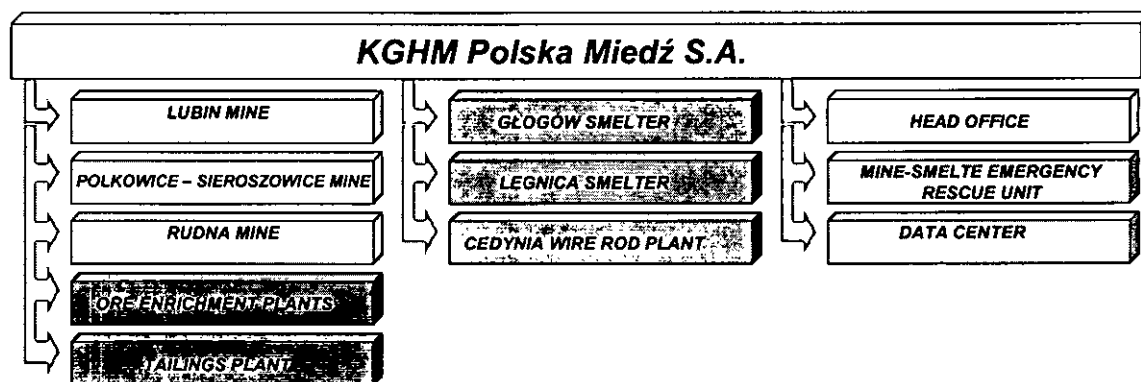 KGHM Polska Miedź S.A.
LUBIN MINE
POLKOWICE – SIEROSZOWICE MINE
RUDNA MINE
ORE ENRICHMENT PLANTS
TAILINGS PLANT
GŁOGÓW SMELTER
LEGNICA SMELTER
CEDYNIA WIRE ROD PLANT
HEAD OFFICE
MINE-SMELTE EMERGENCY
RESCUE UNIT
DATA CENTER